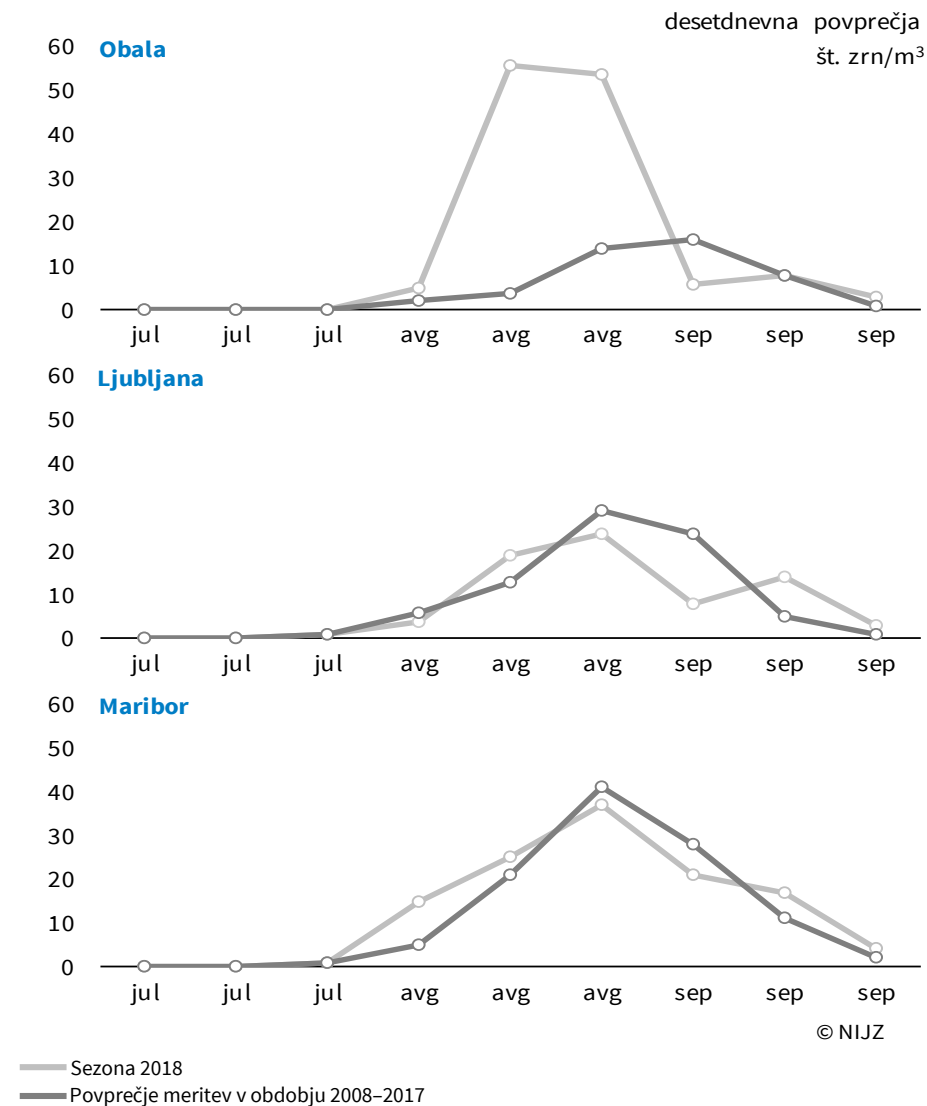 desetdnevna povprečja
št. zrn/m³
Obala
60
50
40
30
20
10
0
jul jul jul avg avg avg sep sep sep
Ljubljana
60
50
40
30
20
10
0
jul jul jul avg avg avg sep sep sep
Maribor
60
50
40
30
20
10
0
jul jul jul avg avg avg sep sep sep
© NIJZ
Sezona 2018
Povprečje meritev v obdobju 2008–2017